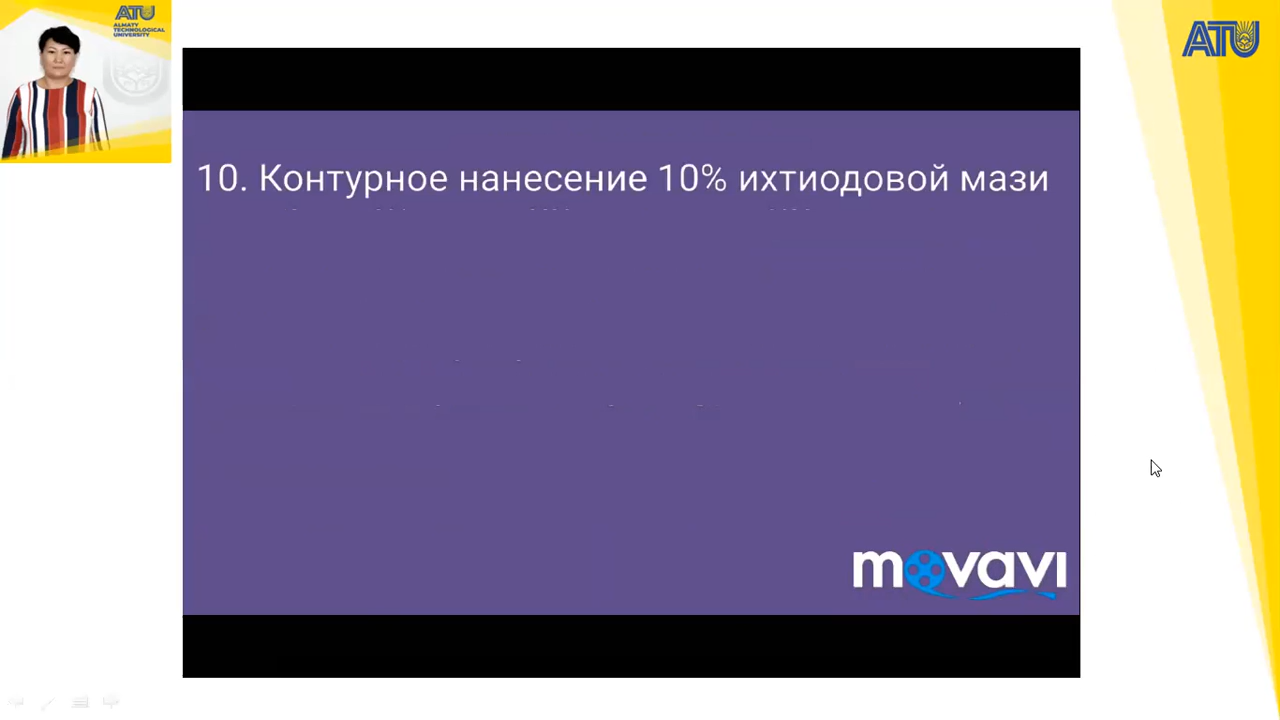 ATU
ALMATY
TECHNOLOGICAL
UNIVERSITY
ATU
10. Контурное нанесение 10% ихтиодовой мази
movavi